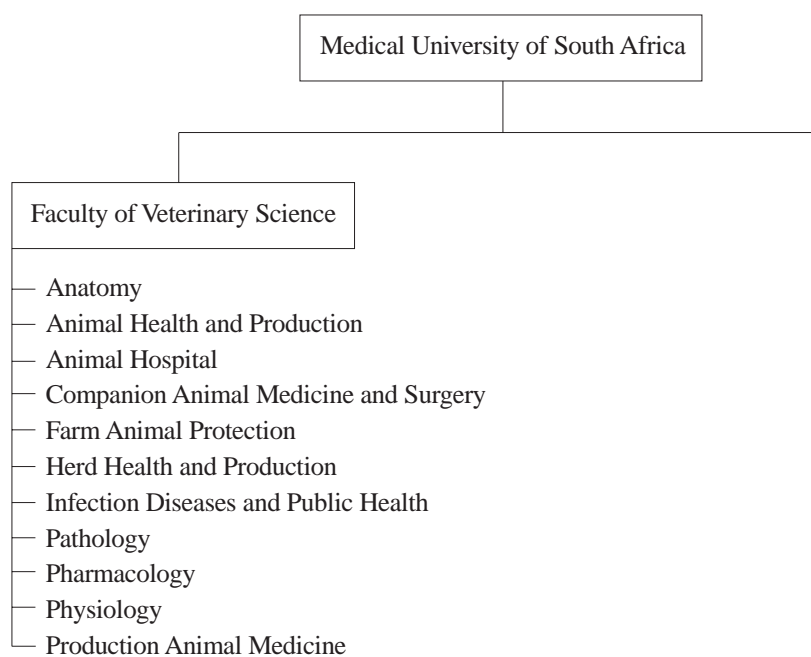 Medical University of South Africa
Faculty of Veterinary Science
Anatomy
Animal Health and Production
Animal Hospital
Companion Animal Medicine and Surgery
Farm Animal Protection
Herd Health and Production
Infection Diseases and Public Health
Pathology
Pharmacology
Physiology
Production Animal Medicine